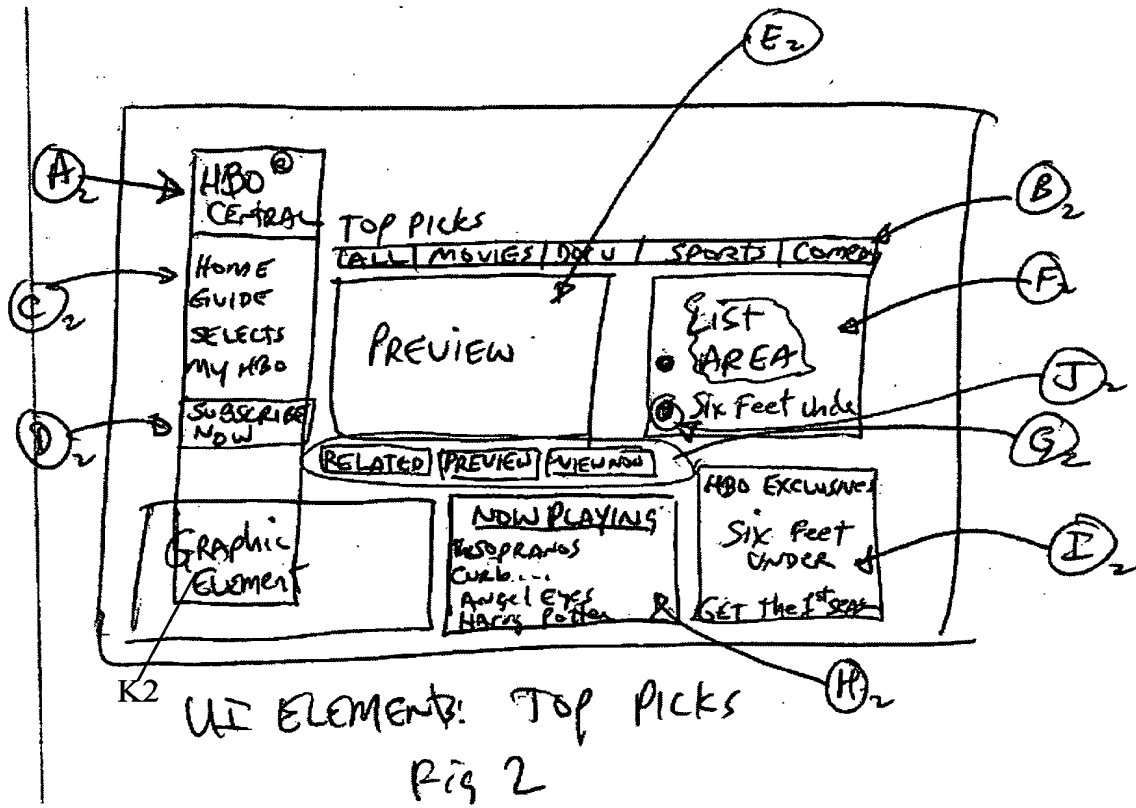 E2
A2
HBO
CENTRAL
B2
TOP PICKS
ALL | MOVIES | DOCU | SPORTS | COMEDY
C2
HOME
GUIDE
SELECTS
MY HBO
F2
PREVIEW
LIST
AREA
Six Feet Unde
J2
D2
SUBSCRIBE
NOW
G2
RELATED PREVIEW VIEW NOW
HBO EXCLUSIVES
Six Feet
UNDER
GET the 1st SEAS
I2
NOW PLAYING
SOPRANOS
CURB....
ANGEL EYES
HARRY Potter
GRAPHIC
ELEMENT
K2
H2
UI ELEMENTS: TOP PICKS
Fig 2